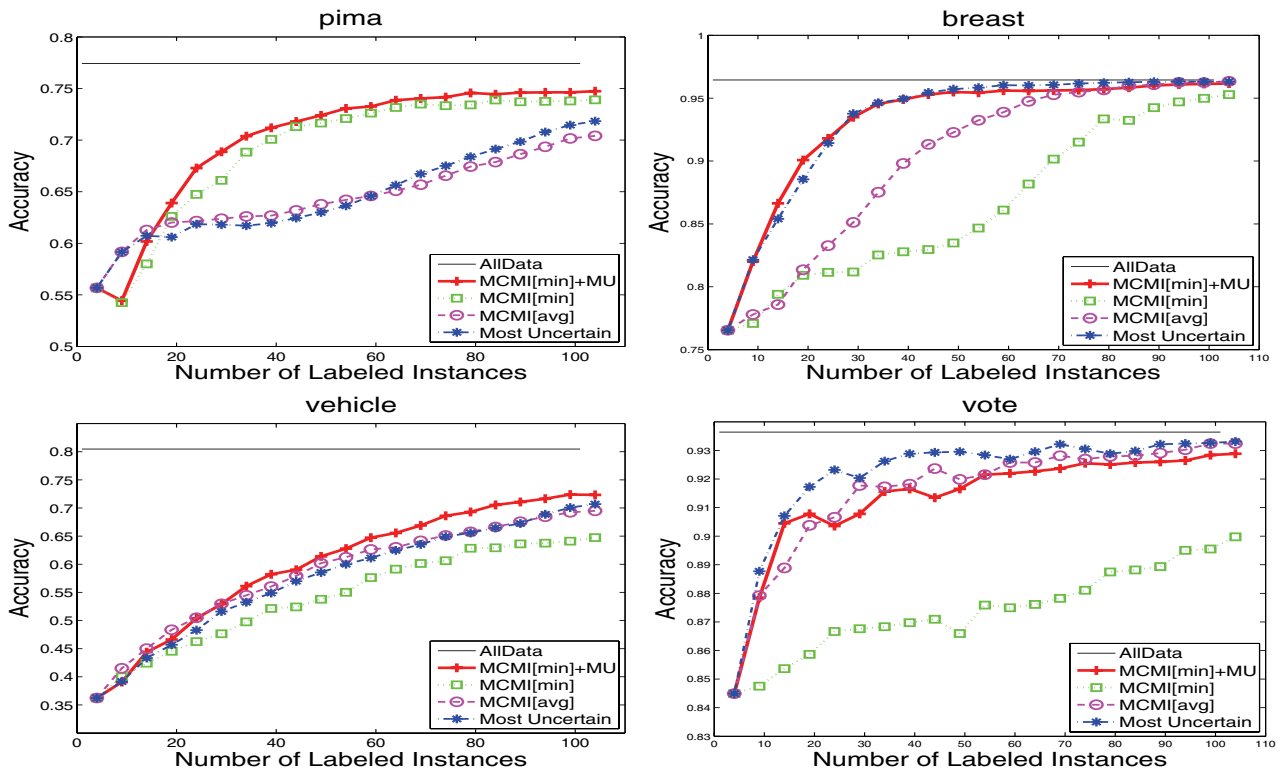 pima
0.8
0.75
0.7
0.65
0.6
0.55
0.5
Accuracy
20
40
60
80
100
Number of Labeled Instances
AllData
MCMI[min]+MU
MCMI[min]
MCMI[avg]
Most Uncertain
breast
1
0.95
0.9
0.85
0.8
0.75
Accuracy
0
10
20
30
40
50
60
70
80
90
100
110
Number of Labeled Instances
AllData
MCMI[min]+MU
MCMI[min]
MCMI[avg]
Most Uncertain
vehicle
0.8
0.7
0.65
0.6
0.55
0.5
0.45
0.4
0.35
Accuracy
0
20
40
60
80
100
Number of Labeled Instances
AllData
MCMI[min]+MU
MCMI[min]
MCMI[avg]
Most Uncertain
vote
0.93
0.92
0.91
0.9
0.89
0.88
0.87
0.86
0.85
0.84
0.83
Accuracy
0
10
20
30
40
50
60
70
80
90
100
110
Number of Labeled Instances
AllData
MCMI[min]+MU
MCMI[min]
MCMI[avg]
Most Uncertain